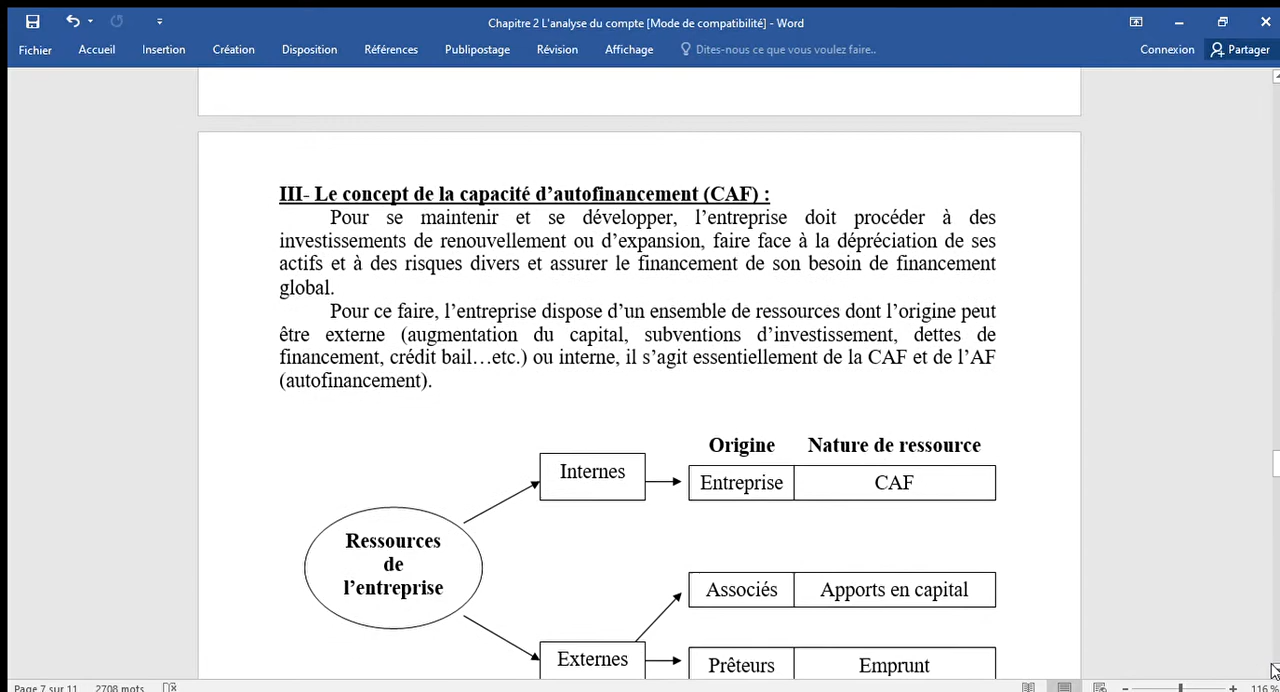 Chapitre 2 L'analyse du compte [Mode de compatibilité] - Word
Fichier Accueil Insertion Création Disposition Références Publipostage Révision Affichage Dites-nous ce que vous voulez faire.. Connexion Partager
III- Le concept de la capacité d’autofinancement (CAF) :
Pour se maintenir et se développer, l’entreprise doit procéder à des
investissements de renouvellement ou d’expansion, faire face à la dépréciation de ses
actifs et à des risques divers et assurer le financement de son besoin de financement
global.
Pour ce faire, l’entreprise dispose d’un ensemble de ressources dont l’origine peut
être externe (augmentation du capital, subventions d’investissement, dettes de
financement, crédit bail…etc.) ou interne, il s’agit essentiellement de la CAF et de l’AF
(autofinancement).
Origine Nature de ressource
Internes
Entreprise CAF
Ressources
de
l’entreprise
Associés Apports en capital
Externes
Prêteurs Emprunt
Page 7 sur 11 2708 mots 116 %